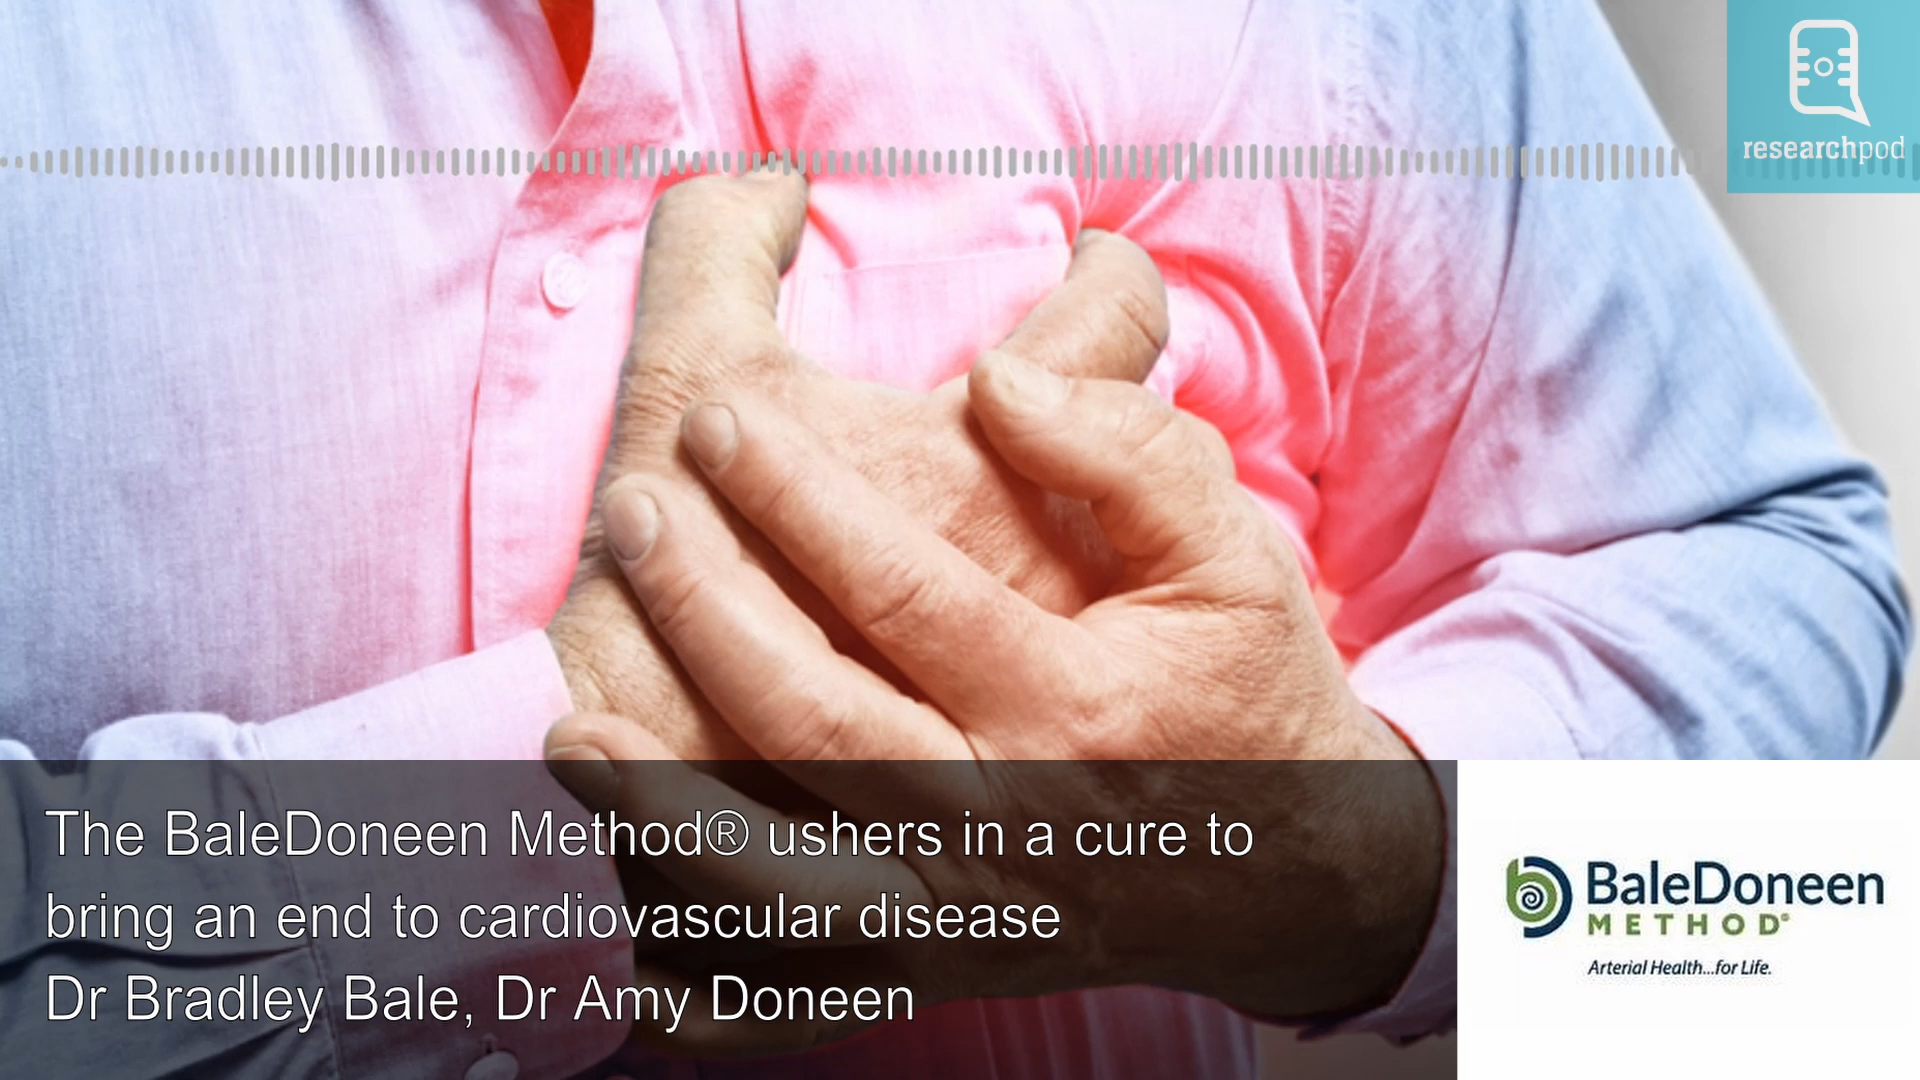 researchpod
The BaleDoneen Method® ushers in a cure to
bring an end to cardiovascular disease
Dr Bradley Bale, Dr Amy Doneen
BaleDoneen
METHOD®
Arterial Health...for Life.